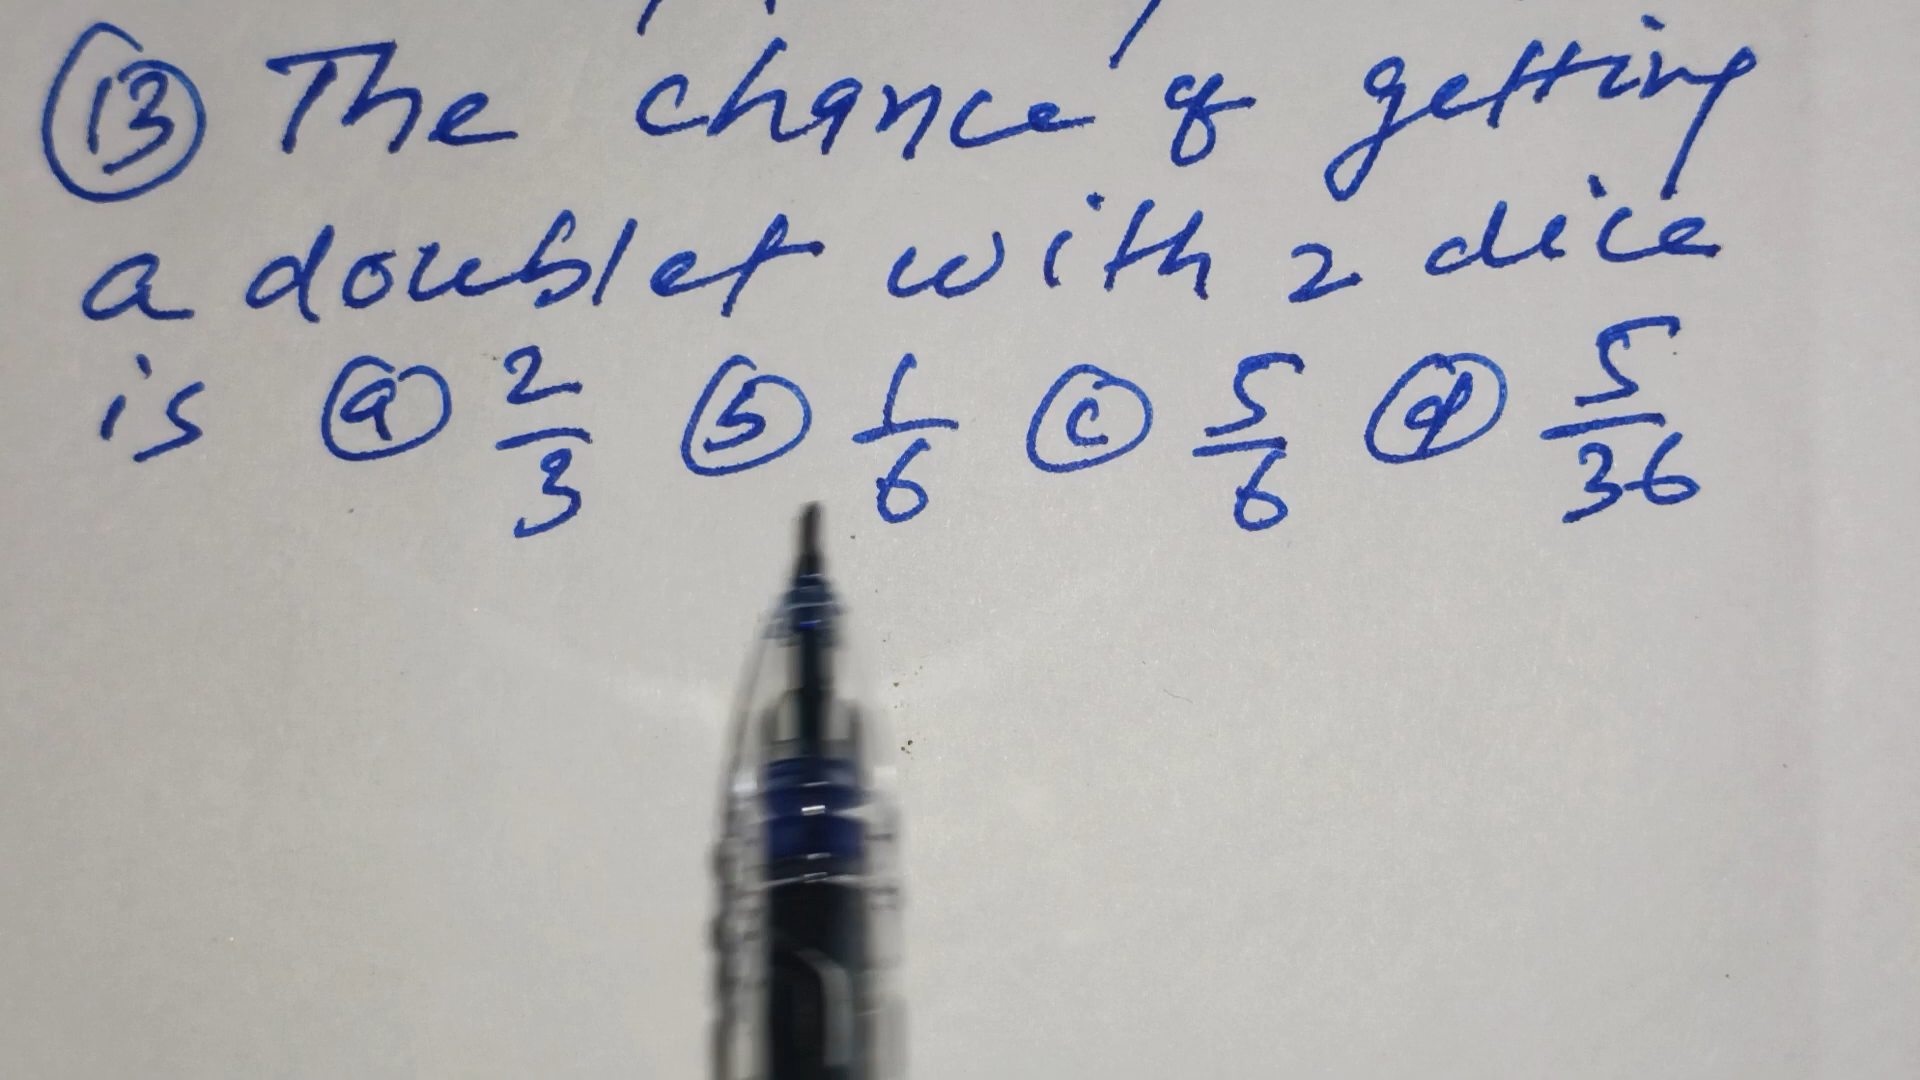 13 The chance of getting
a doublet with 2 dice
is a 2/3 b 1/6 c 5/6 d 5/36